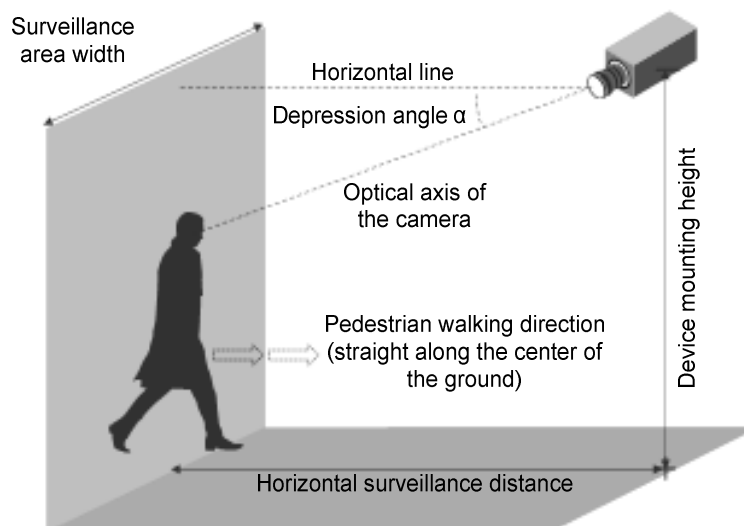 Surveillance
area width
Horizontal line
Depression angle α
Optical axis of
the camera
Device mounting height
Pedestrian walking direction
(straight along the center of
the ground)
Horizontal surveillance distance